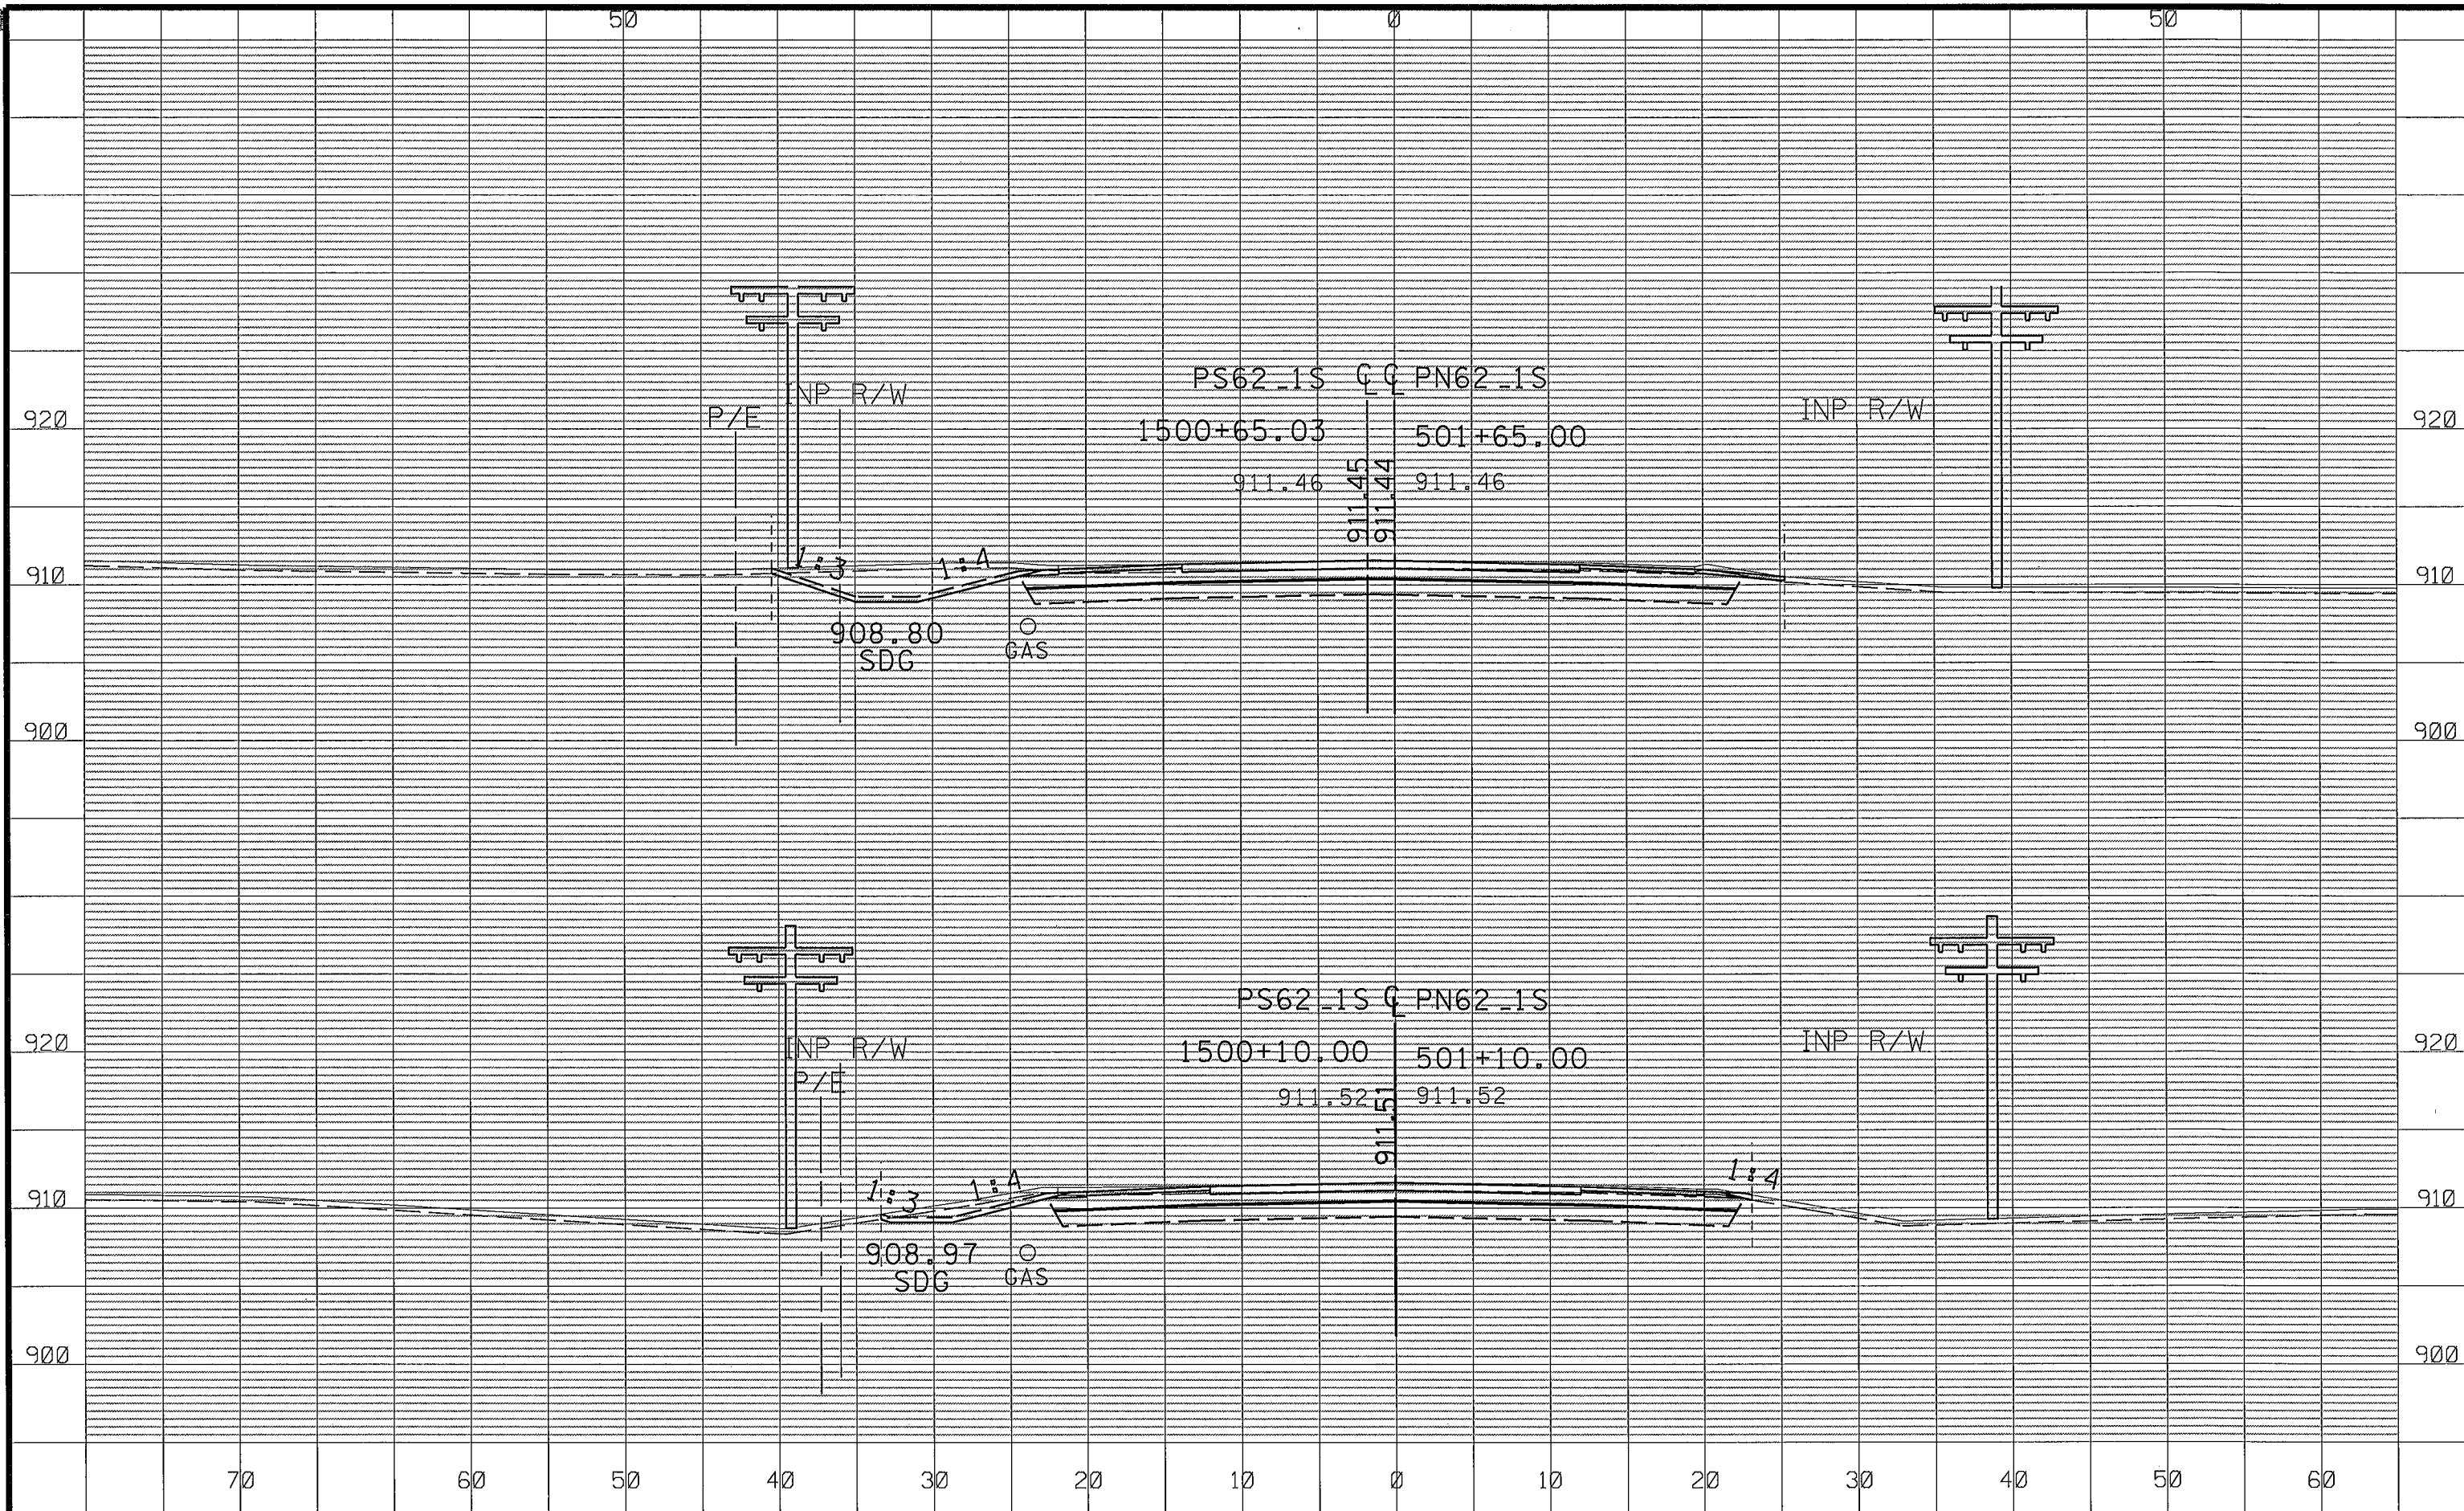 50 0 50
PS62_1S ℄ ℄ PN62_1S
INP R/W
P/E
INP R/W
920 920
1500+65.03 501+65.00
911.46 911.45 911.44 911.46
1:3 1:4
910 910
908.80
SDG
GAS
900 900
PS62_1S ℄ PN62_1S
INP R/W
920 920
1500+10.00 501+10.00
INP R/W
P/E
911.52 911.51 911.52
1:3 1:4 1:4
910 910
908.97
SDG
GAS
900 900
70 60 50 40 30 20 10 0 10 20 30 40 50 60